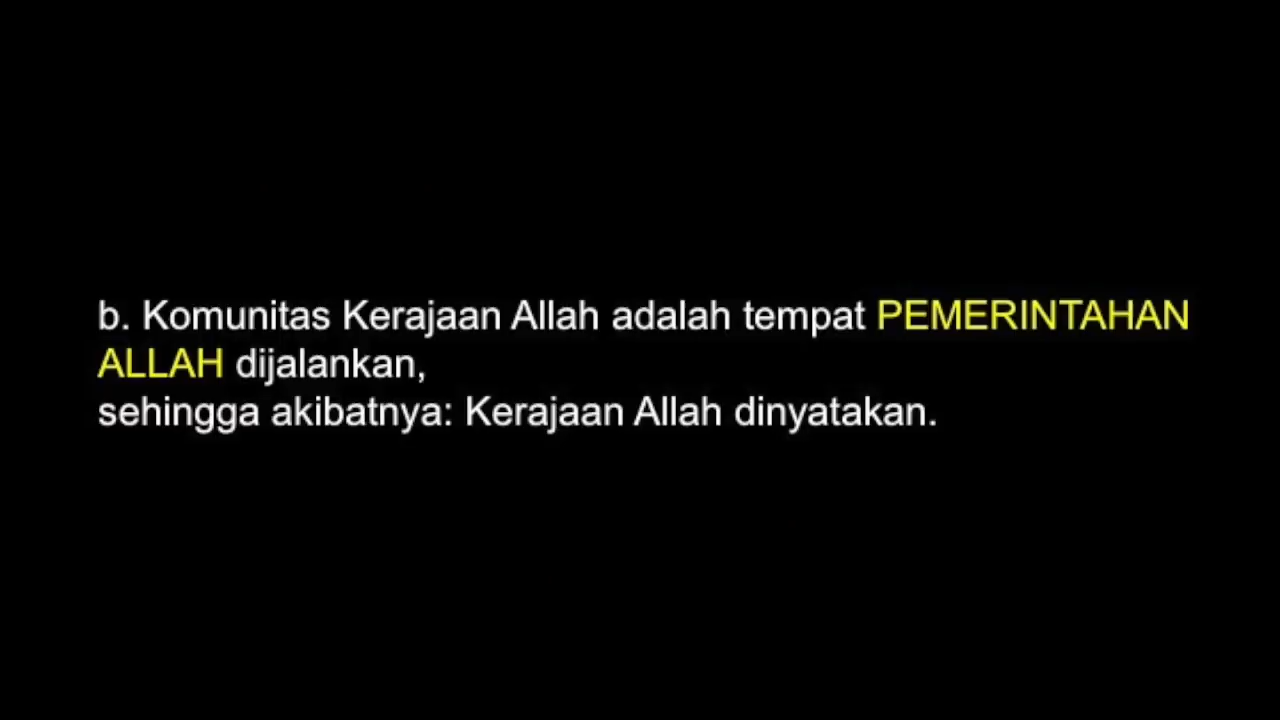 b. Komunitas Kerajaan Allah adalah tempat PEMERINTAHAN
ALLAH dijalankan,
sehingga akibatnya: Kerajaan Allah dinyatakan.